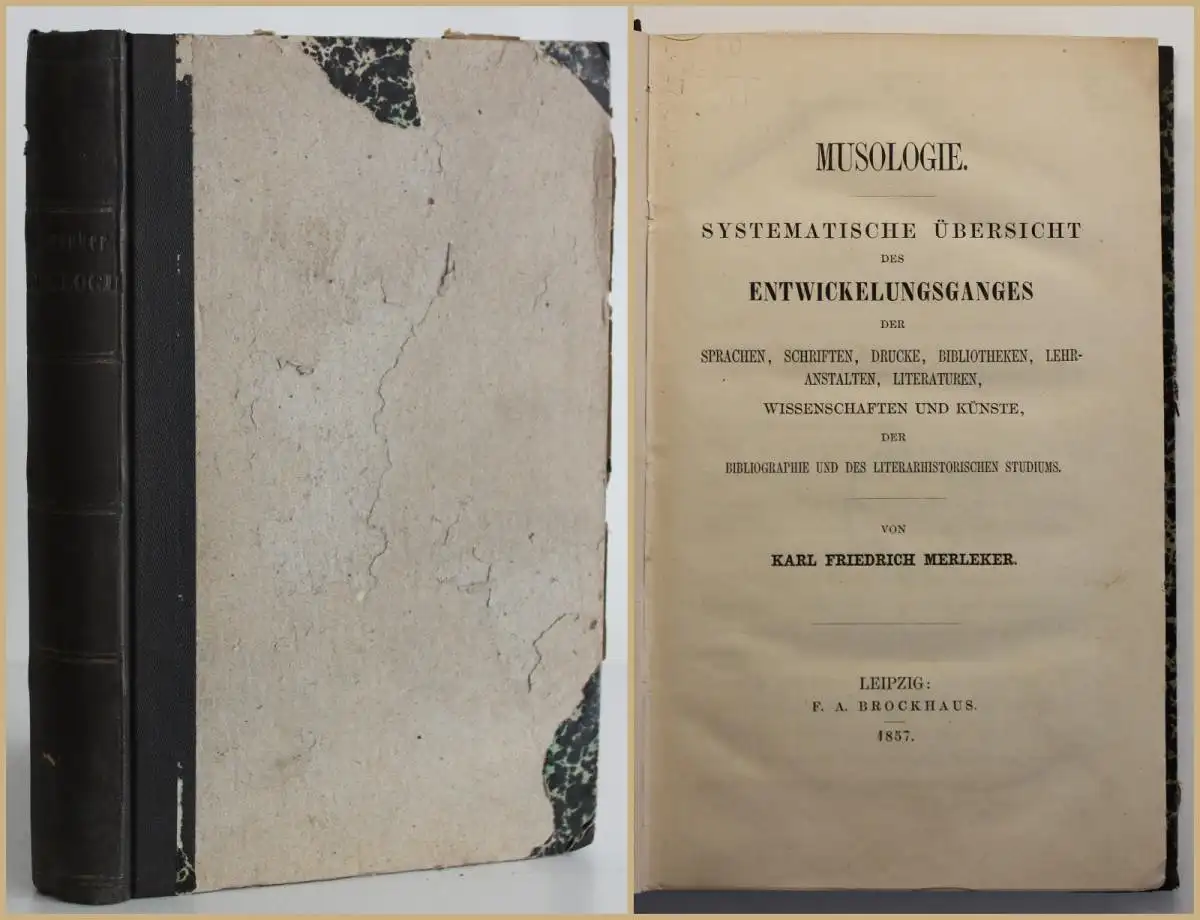 MUSOLOGIE.
SYSTEMATISCHE ÜBERSICHT
DES
ENTWICKELUNGSGANGES
DER
SPRACHEN, SCHRIFTEN, DRUCKE, BIBLIOTHEKEN, LEHR-
ANSTALTEN, LITERATUREN,
WISSENSCHAFTEN UND KÜNSTE,
DER
BIBLIOGRAPHIE UND DES LITERARHISTORISCHEN STUDIUMS.
VON
KARL FRIEDRICH MERLEKER.
LEIPZIG:
F. A. BROCKHAUS.
1857.